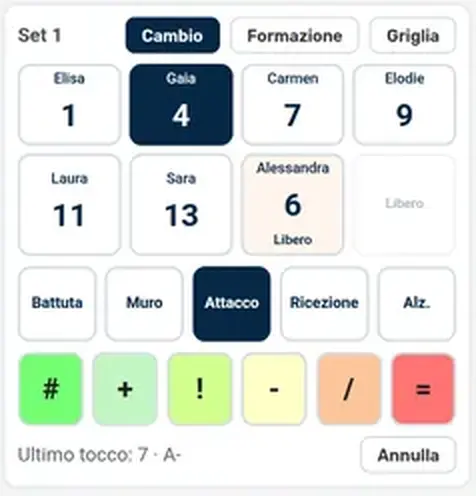 Set 1 Cambio Formazione Griglia
Elisa Gaia Carmen Elodie
1 4 7 9
Laura Sara Alessandra Libero
11 13 6
Libero
Battuta Muro Attacco Ricezione Alz.
# + ! - / =
Ultimo tocco: 7 · A- Annulla